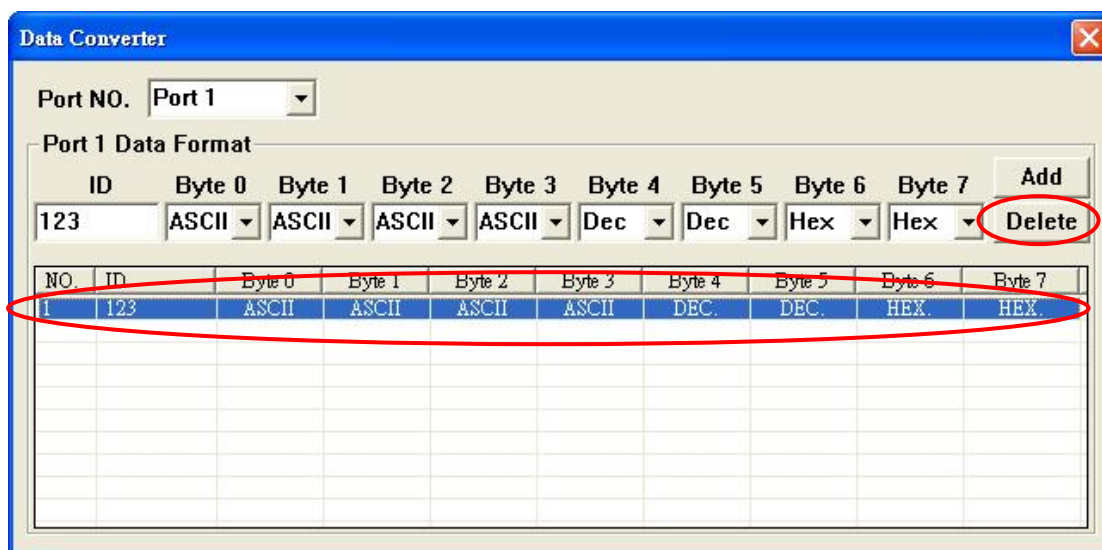 Data Converter
Port NO. Port 1
Port 1 Data Format
ID Byte 0 Byte 1 Byte 2 Byte 3 Byte 4 Byte 5 Byte 6 Byte 7 Add
123 ASCII ASCII ASCII ASCII Dec Dec Hex Hex Delete
NO. ID Byte 0 Byte 1 Byte 2 Byte 3 Byte 4 Byte 5 Byte 6 Byte 7
1 123 ASCII ASCII ASCII ASCII DEC. DEC. HEX. HEX.